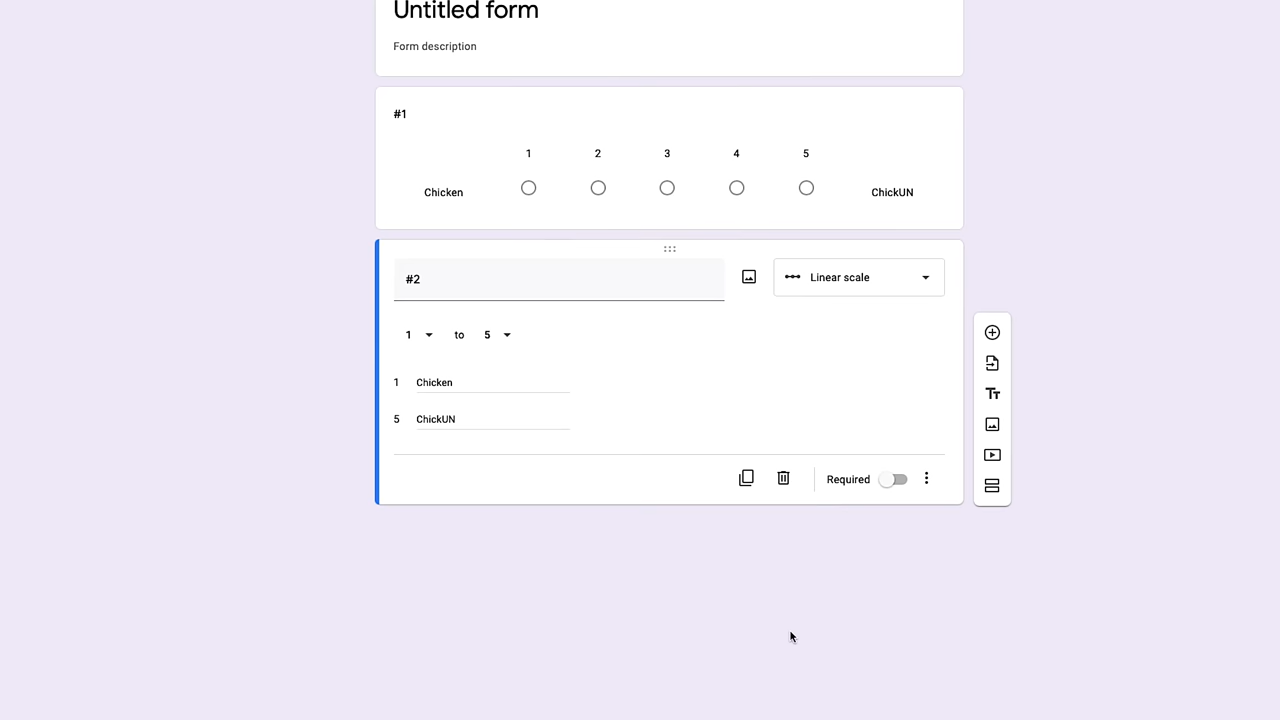 Untitled form
Form description
#1
1 2 3 4 5
Chicken ChickUN
#2
Linear scale
1 to 5
1 Chicken
5 ChickUN
Required
Tт